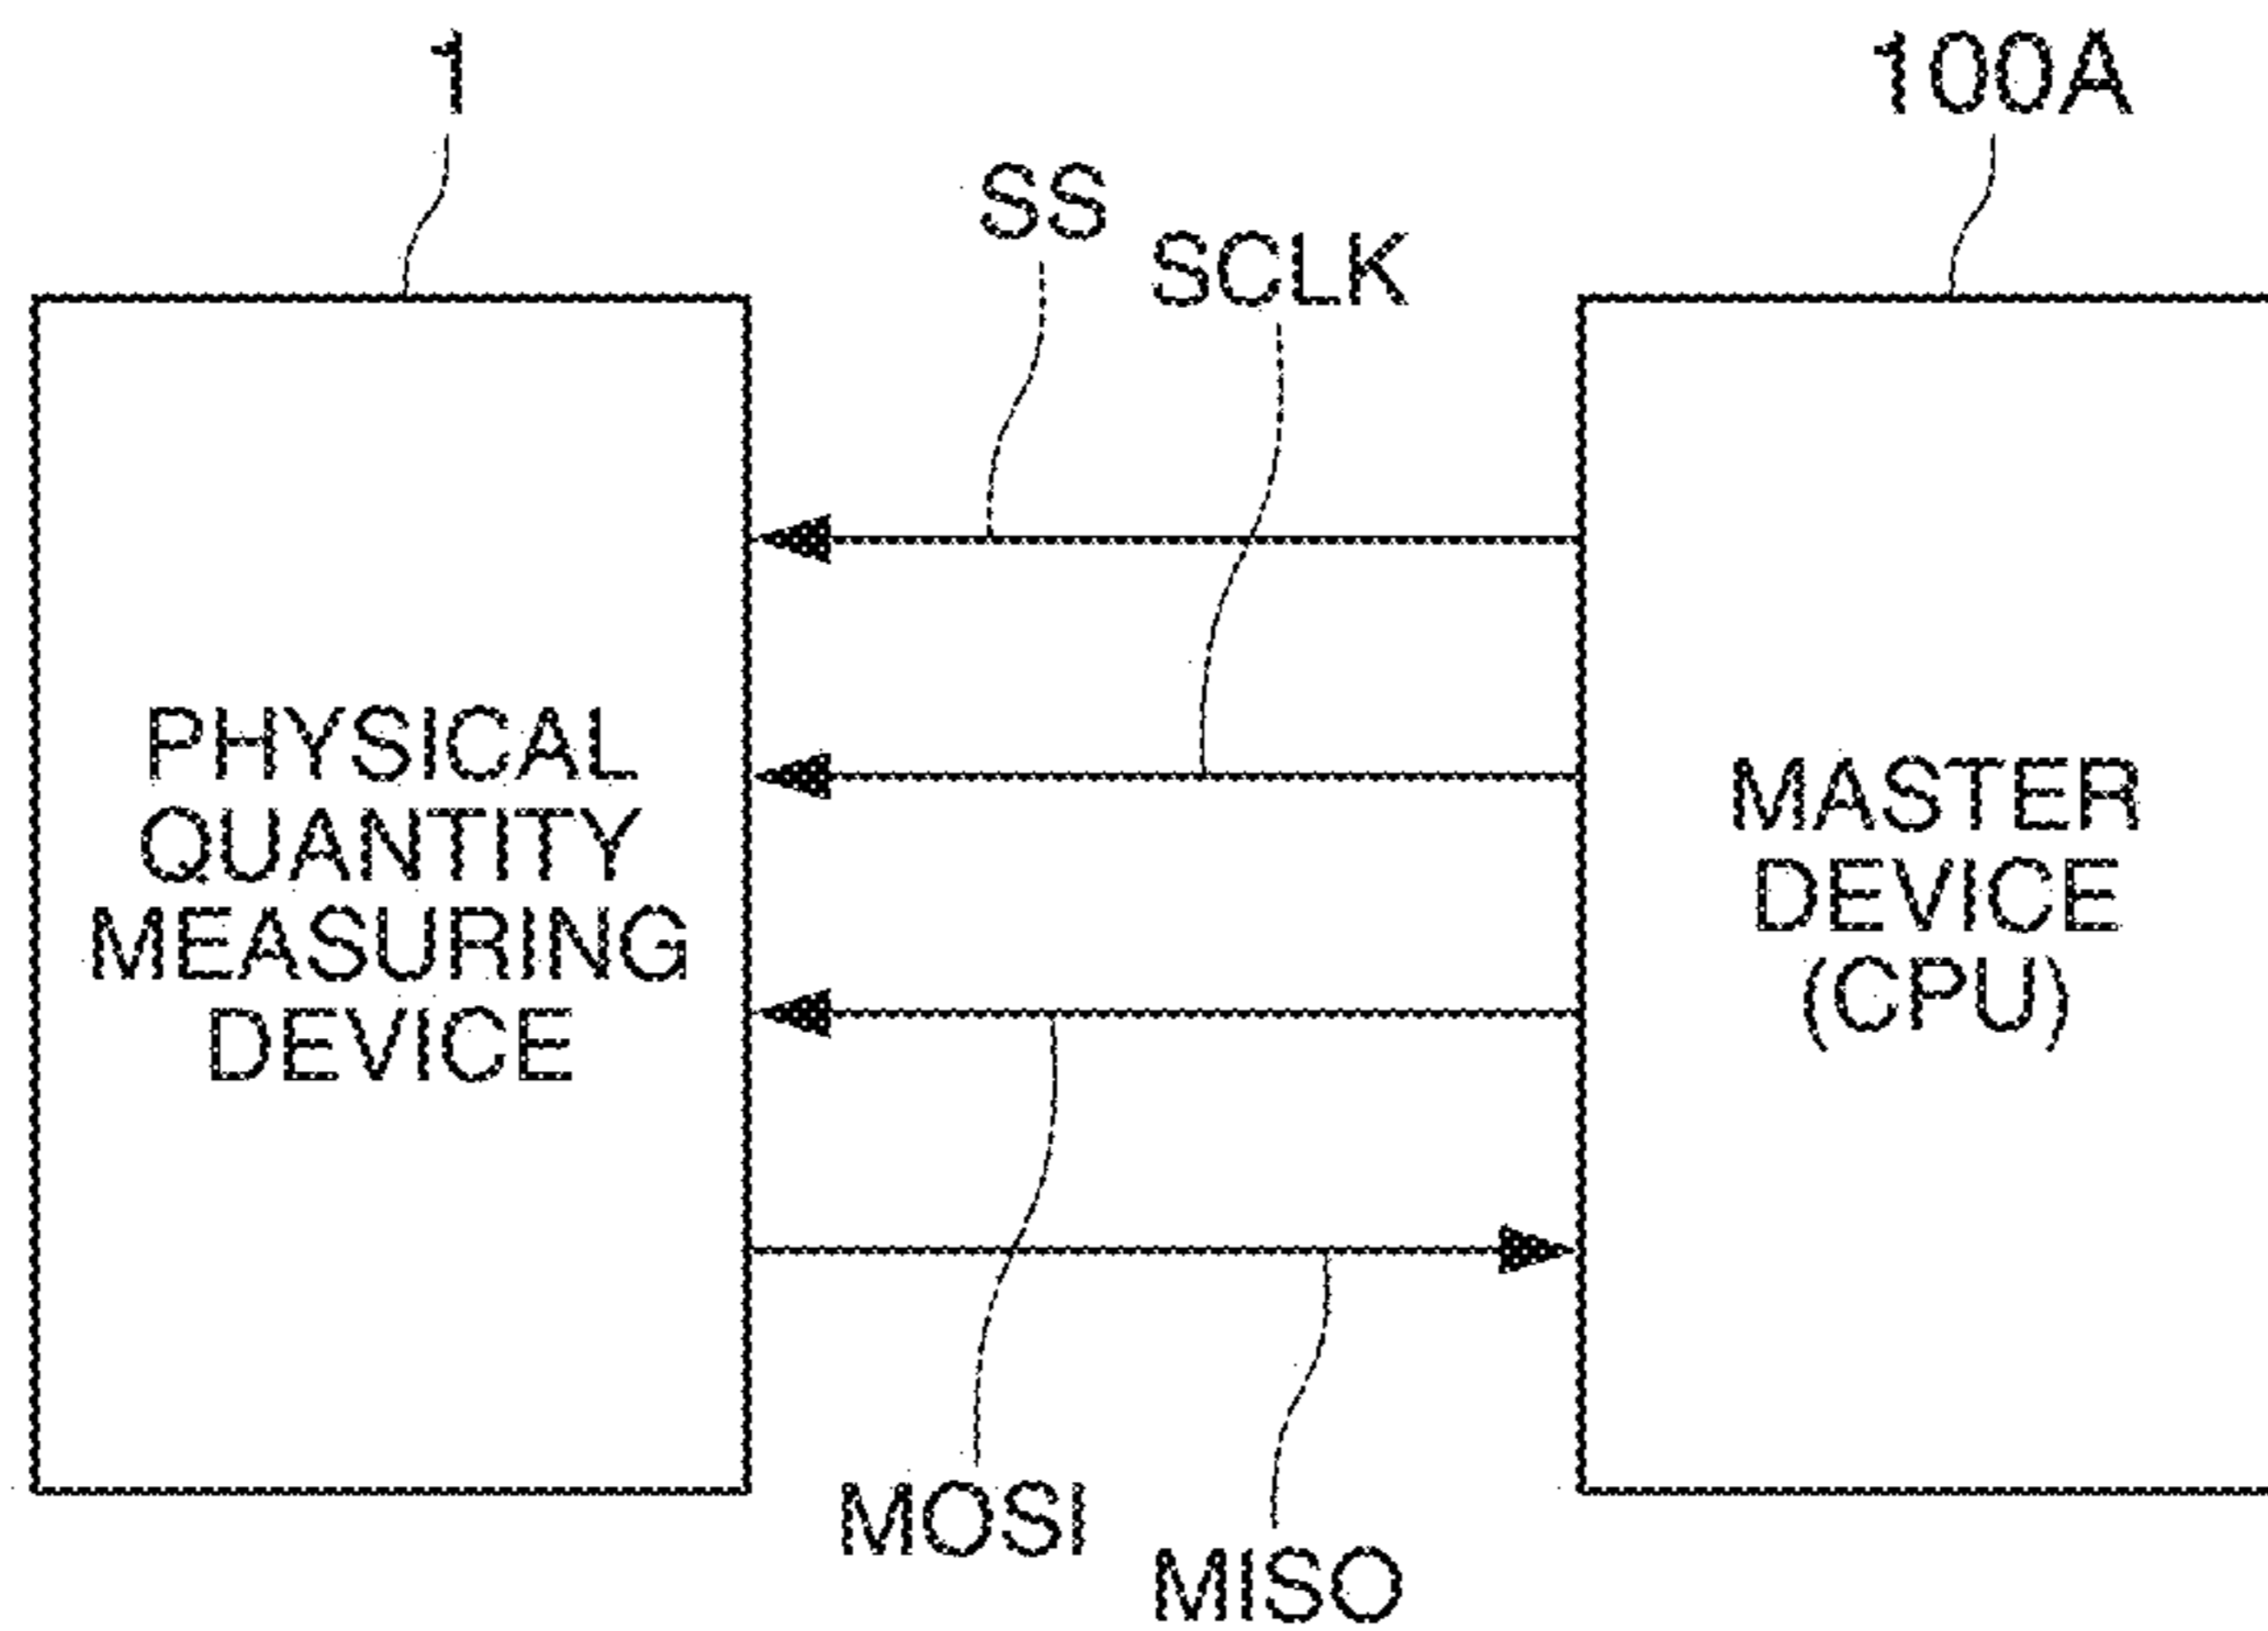 1
100A
SS
SCLK
PHYSICAL
QUANTITY
MEASURING
DEVICE
MASTER
DEVICE
(CPU)
MOSI
MISO